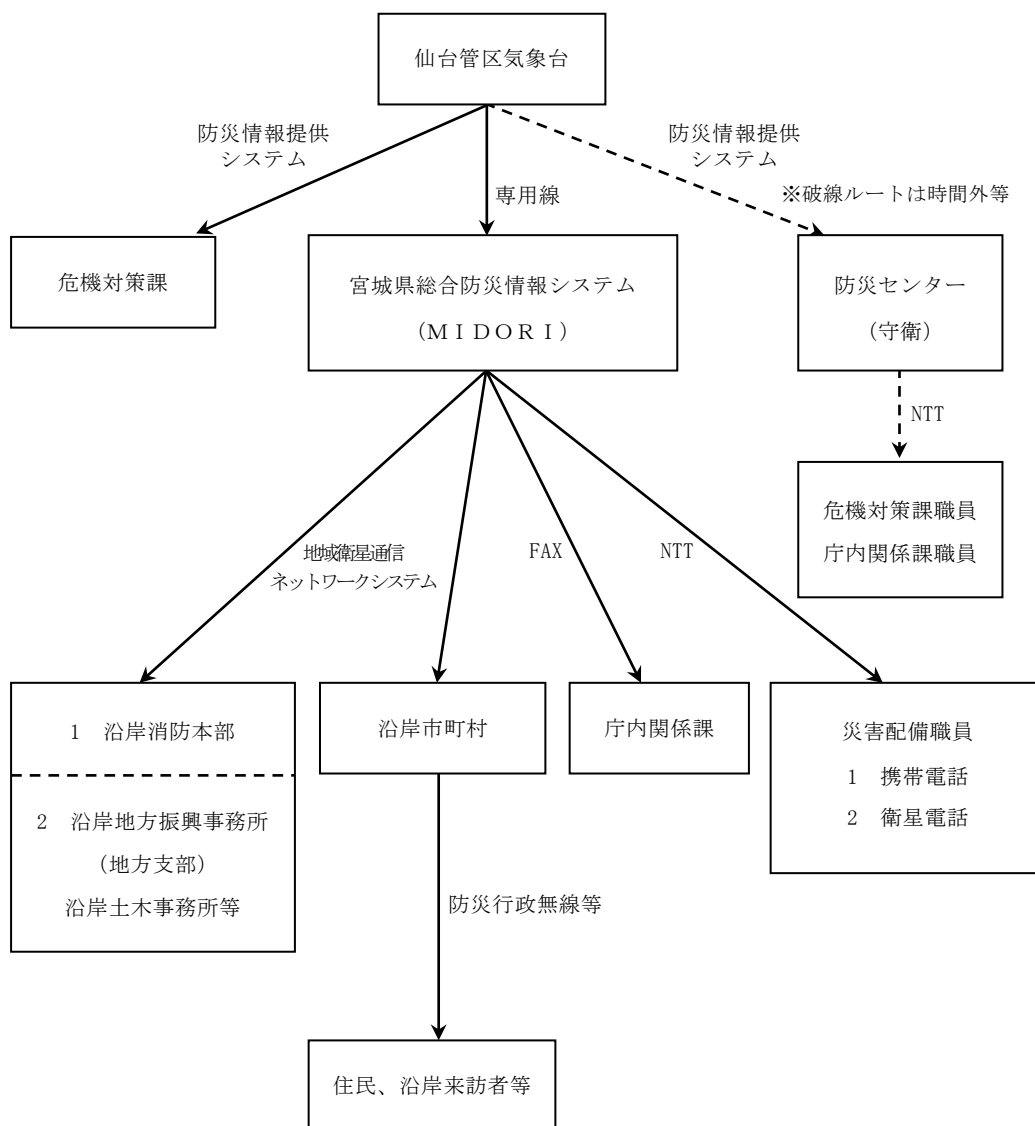 仙台管区気象台
防災情報提供
システム
専用線
防災情報提供
システム
※破線ルートは時間外等
危機対策課
宮城県総合防災情報システム
（ＭＩＤＯＲＩ）
防災センター
（守衛）
NTT
危機対策課職員
庁内関係課職員
地域衛星通信
ネットワークシステム
FAX
NTT
1　沿岸消防本部
2　沿岸地方振興事務所
（地方支部）
沿岸土木事務所等
沿岸市町村
庁内関係課
災害配備職員
1　携帯電話
2　衛星電話
防災行政無線等
住民、沿岸来訪者等